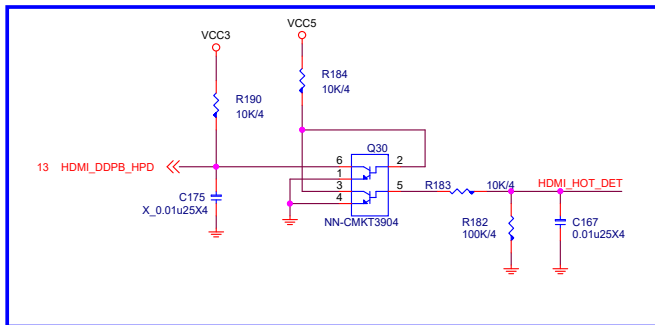 VCC3
VCC5
R184
10K/4
R190
10K/4
Q30
13 HDMI_DDPB_HPD
6
2
1
3
5
R183
10K/4
HDMI_HOT_DET
4
C175
X_0.01u25X4
NN-CMKT3904
R182
100K/4
C167
0.01u25X4